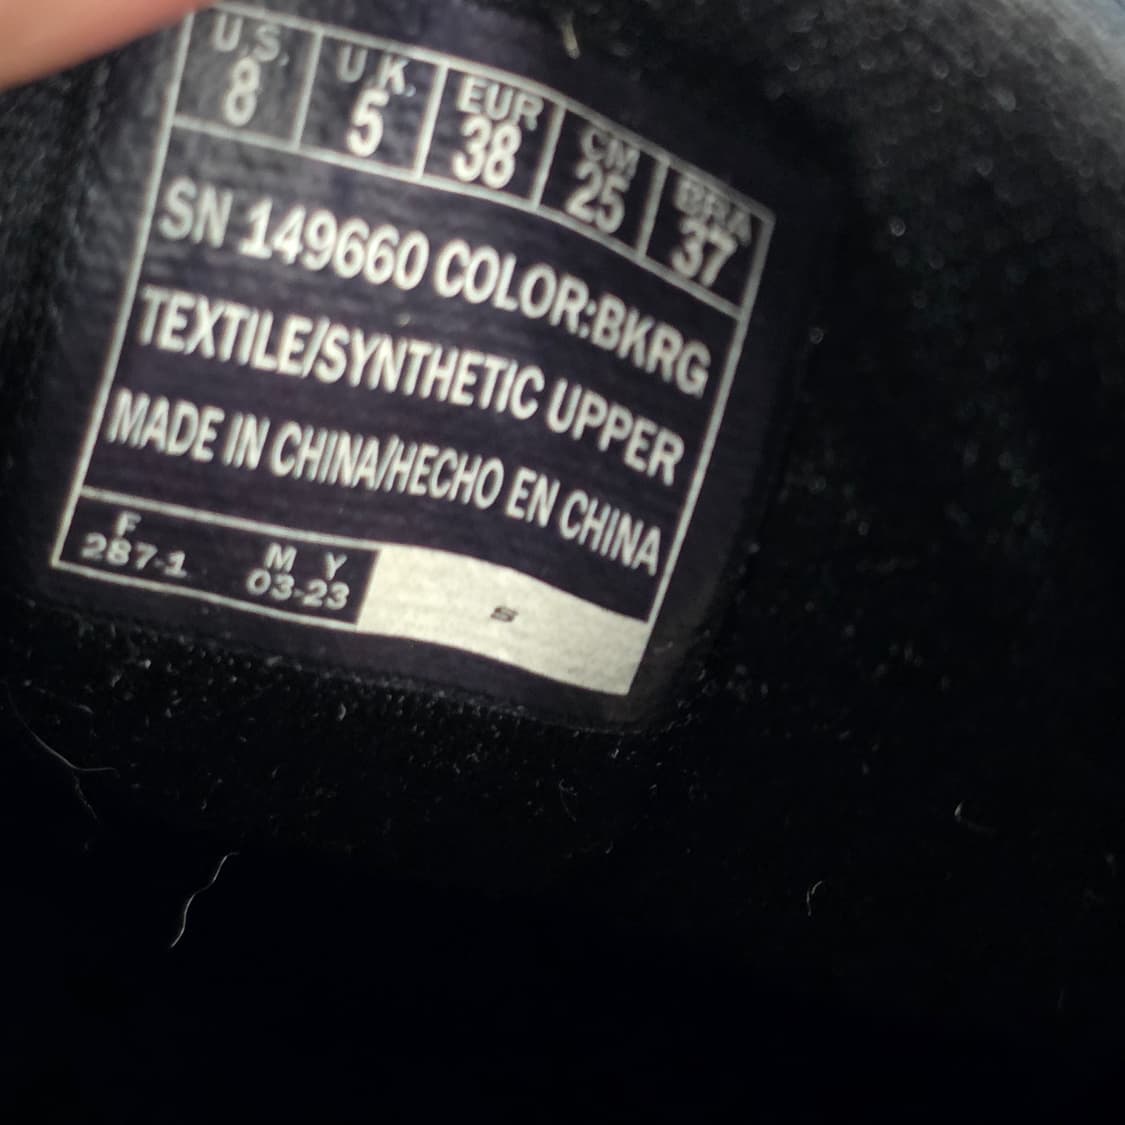 U.S. U.K. EUR CM BRA
8 5 38 25 37
SN 149660 COLOR:BKRG
TEXTILE/SYNTHETIC UPPER
MADE IN CHINA/HECHO EN CHINA
F M Y
287-1 03-23
S